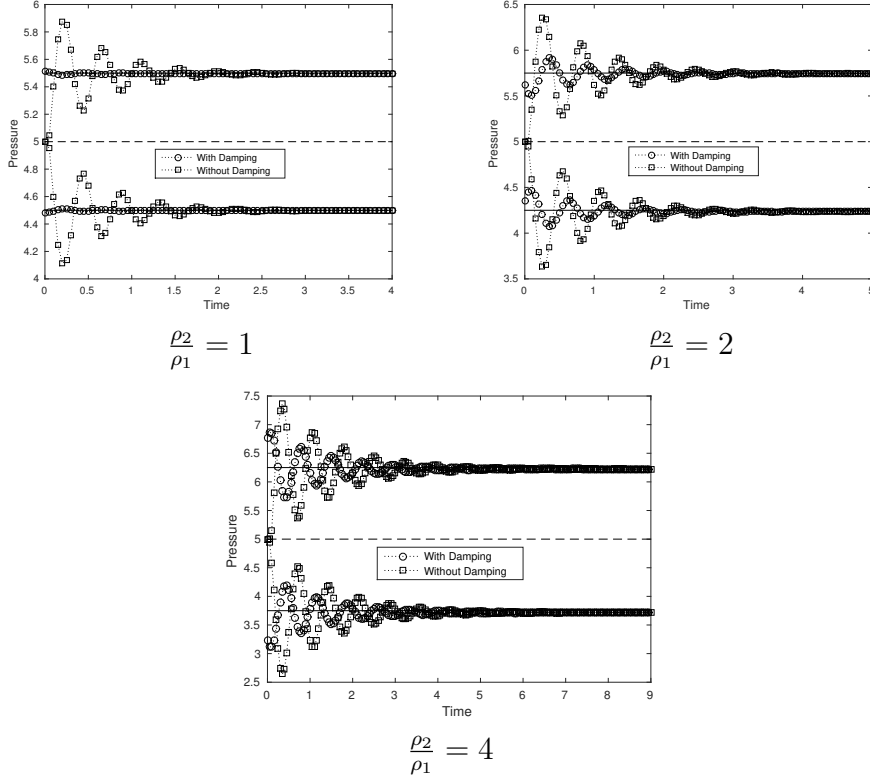 6
5.8
5.6
5.4
5.2
5
4.8
4.6
4.4
4.2
4
Pressure
With Damping
Without Damping
0 0.5 1 1.5 2 2.5 3 3.5 4
Time
ρ2/ρ1 = 1
6.5
6
5.5
5
4.5
4
3.5
Pressure
With Damping
Without Damping
0 1 2 3 4 5
Time
ρ2/ρ1 = 2
7.5
7
6.5
6
5.5
5
4.5
4
3.5
3
2.5
Pressure
With Damping
Without Damping
0 1 2 3 4 5 6 7 8 9
Time
ρ2/ρ1 = 4